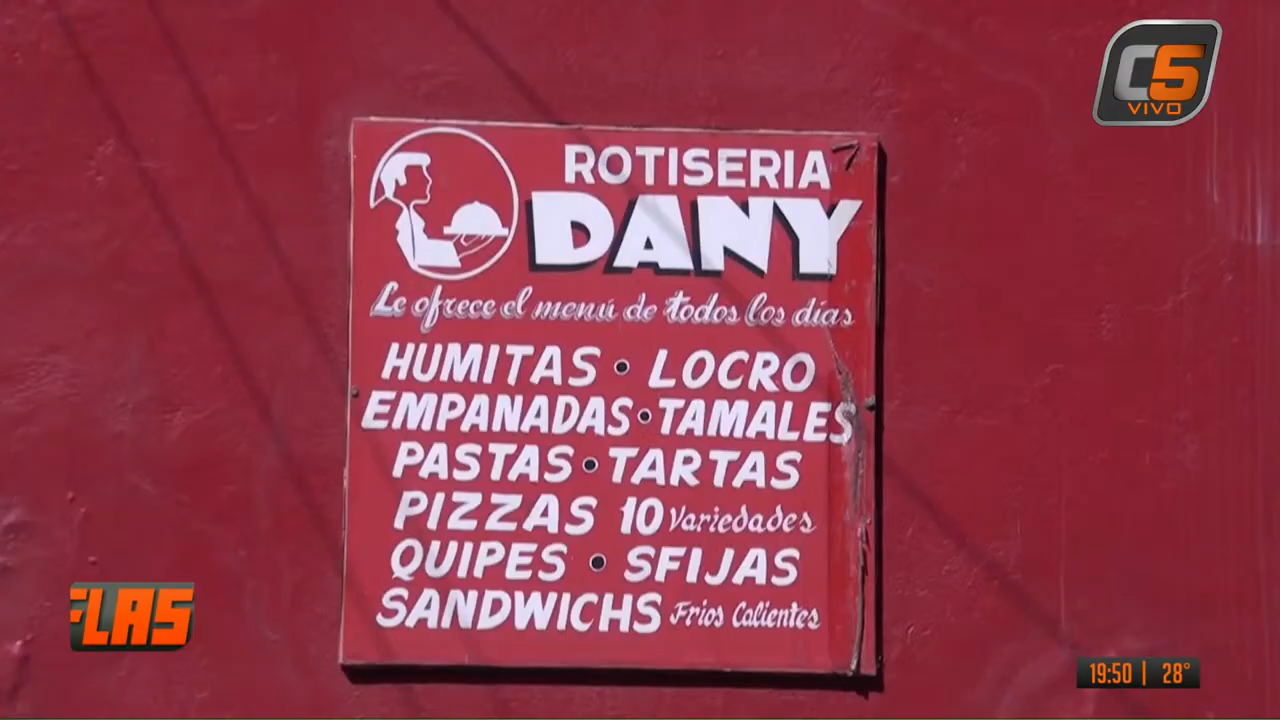 C5
VIVO
ROTISERIA
DANY
Le ofrece el menú de todos los días
HUMITAS • LOCRO
EMPANADAS • TAMALES
PASTAS • TARTAS
PIZZAS 10 Variedades
QUIPES • SFIJAS
SANDWICHS Frios Calientes
FLAS
19:50 | 28°